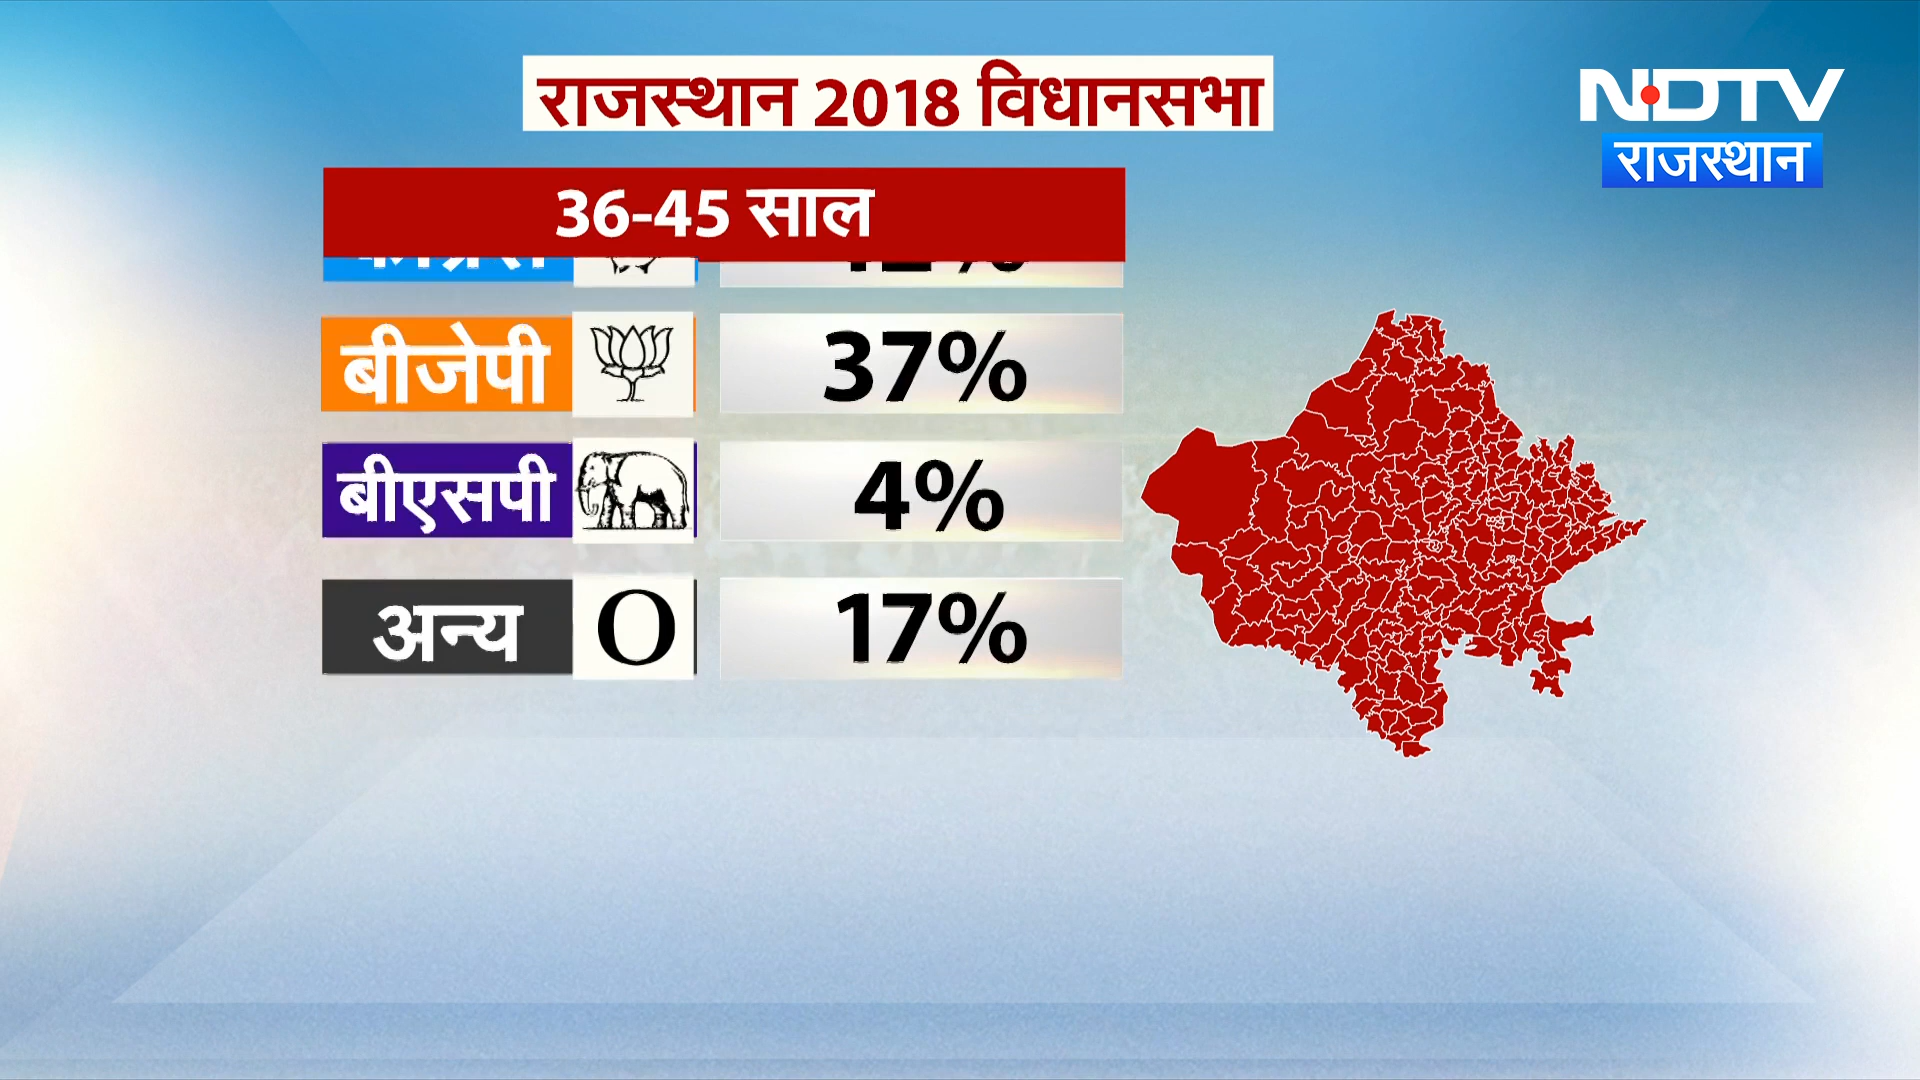 राजस्थान 2018 विधानसभा
NDTV
राजस्थान
36-45 साल
बीजेपी 37%
बीएसपी 4%
अन्य O 17%